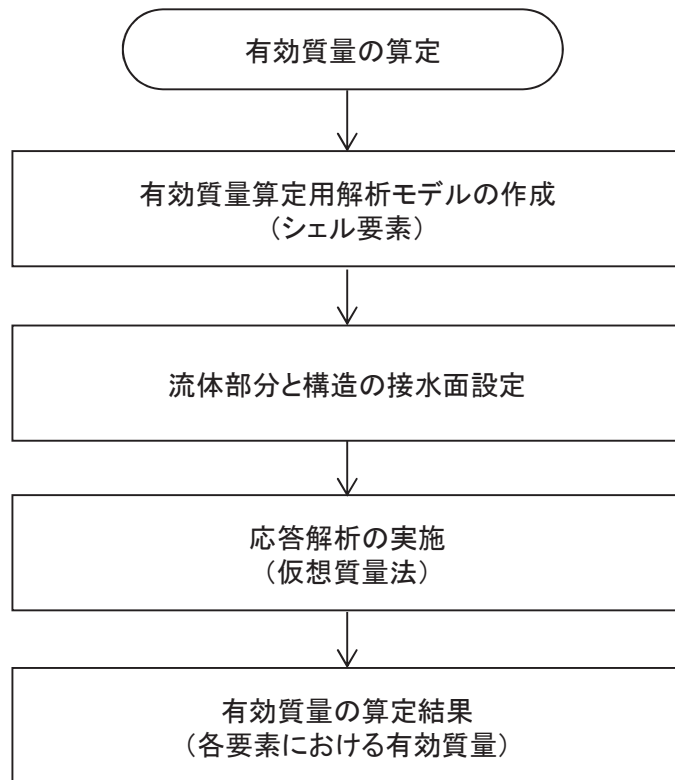 有効質量の算定
有効質量算定用解析モデルの作成
（シェル要素）
流体部分と構造の接水面設定
応答解析の実施
（仮想質量法）
有効質量の算定結果
（各要素における有効質量）